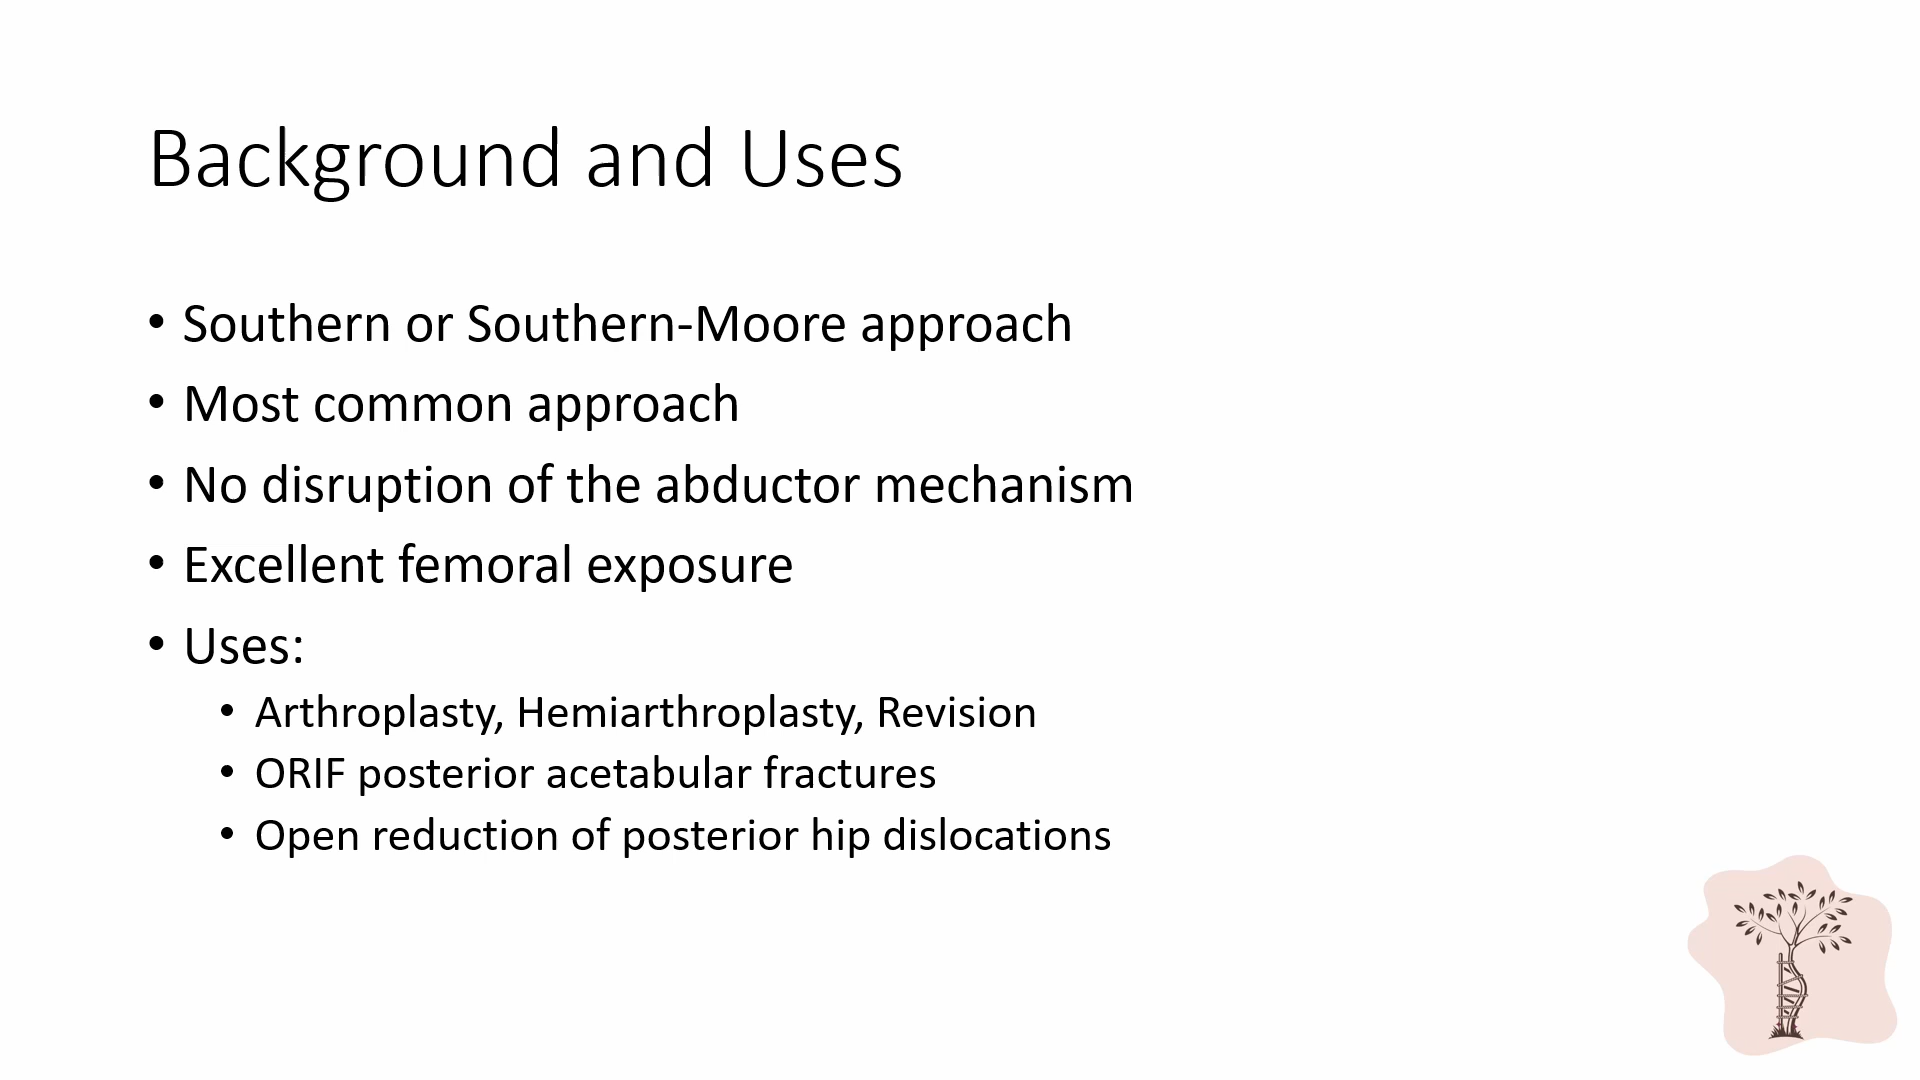 Background and Uses
• Southern or Southern-Moore approach
• Most common approach
• No disruption of the abductor mechanism
• Excellent femoral exposure
• Uses:
• Arthroplasty, Hemiarthroplasty, Revision
• ORIF posterior acetabular fractures
• Open reduction of posterior hip dislocations